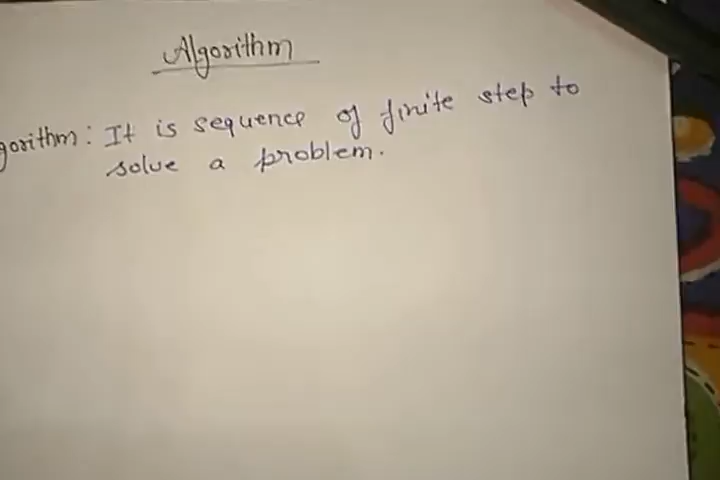 Algorithm
gorithm: It is sequence of finite step to
solve a problem.